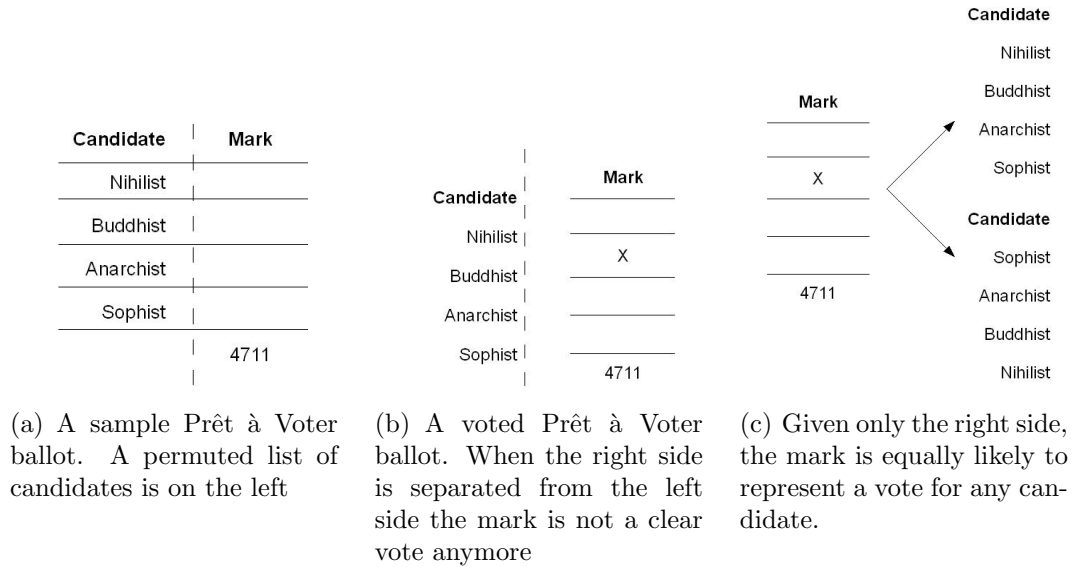 Candidate Mark
Nihilist
Buddhist
Anarchist
Sophist
4711
(a) A sample Prêt à Voter
ballot. A permuted list of
candidates is on the left
Mark
Candidate
Nihilist
X
Buddhist
Anarchist
Sophist
4711
(b) A voted Prêt à Voter
ballot. When the right side
is separated from the left
side the mark is not a clear
vote anymore
Mark
X
4711
Candidate
Nihilist
Buddhist
Anarchist
Sophist
Candidate
Sophist
Anarchist
Buddhist
Nihilist
(c) Given only the right side,
the mark is equally likely to
represent a vote for any can-
didate.